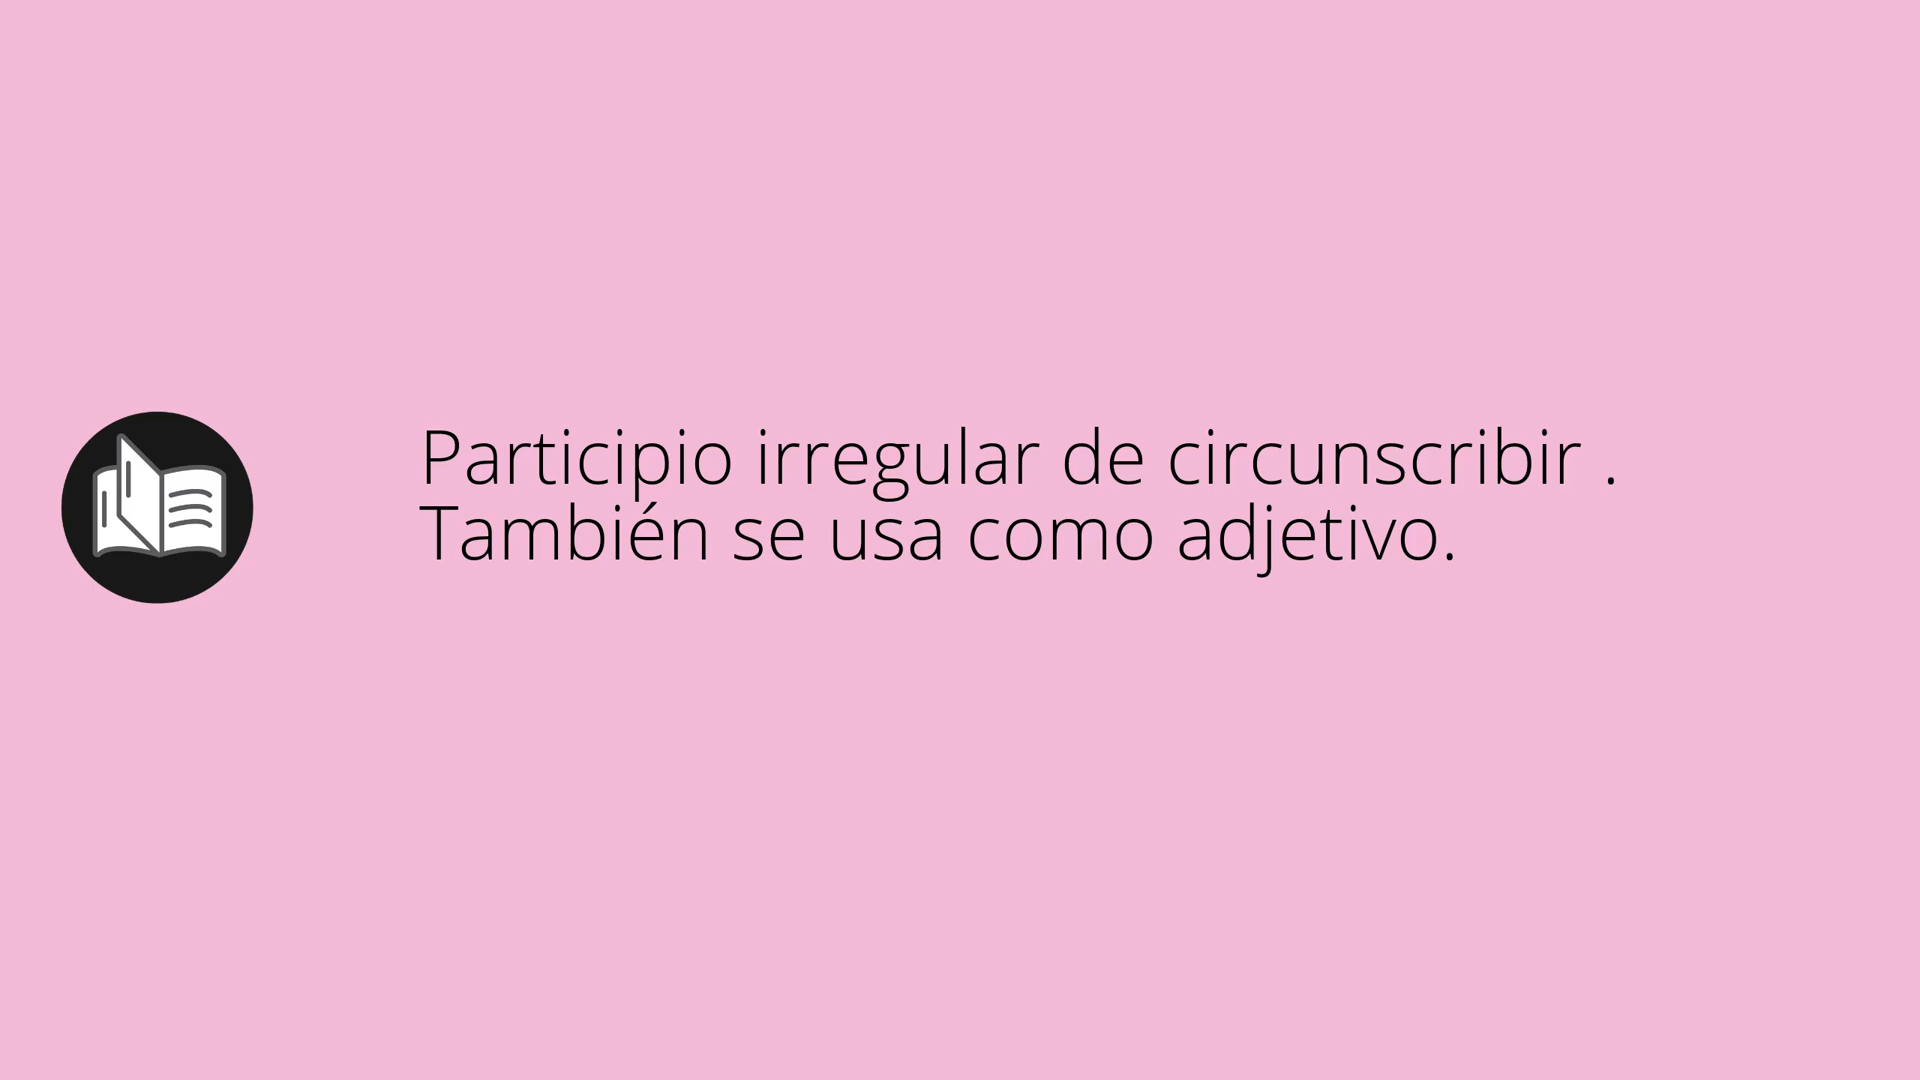 Participio irregular de circunscribir .
También se usa como adjetivo.